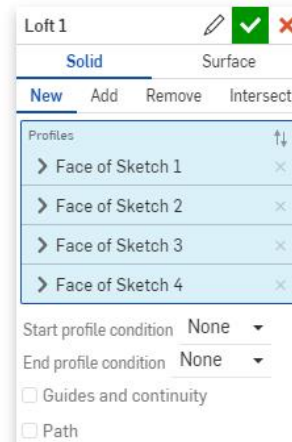 Loft 1
Solid Surface
New Add Remove Intersect
Profiles
Face of Sketch 1
Face of Sketch 2
Face of Sketch 3
Face of Sketch 4
Start profile condition None
End profile condition None
Guides and continuity
Path